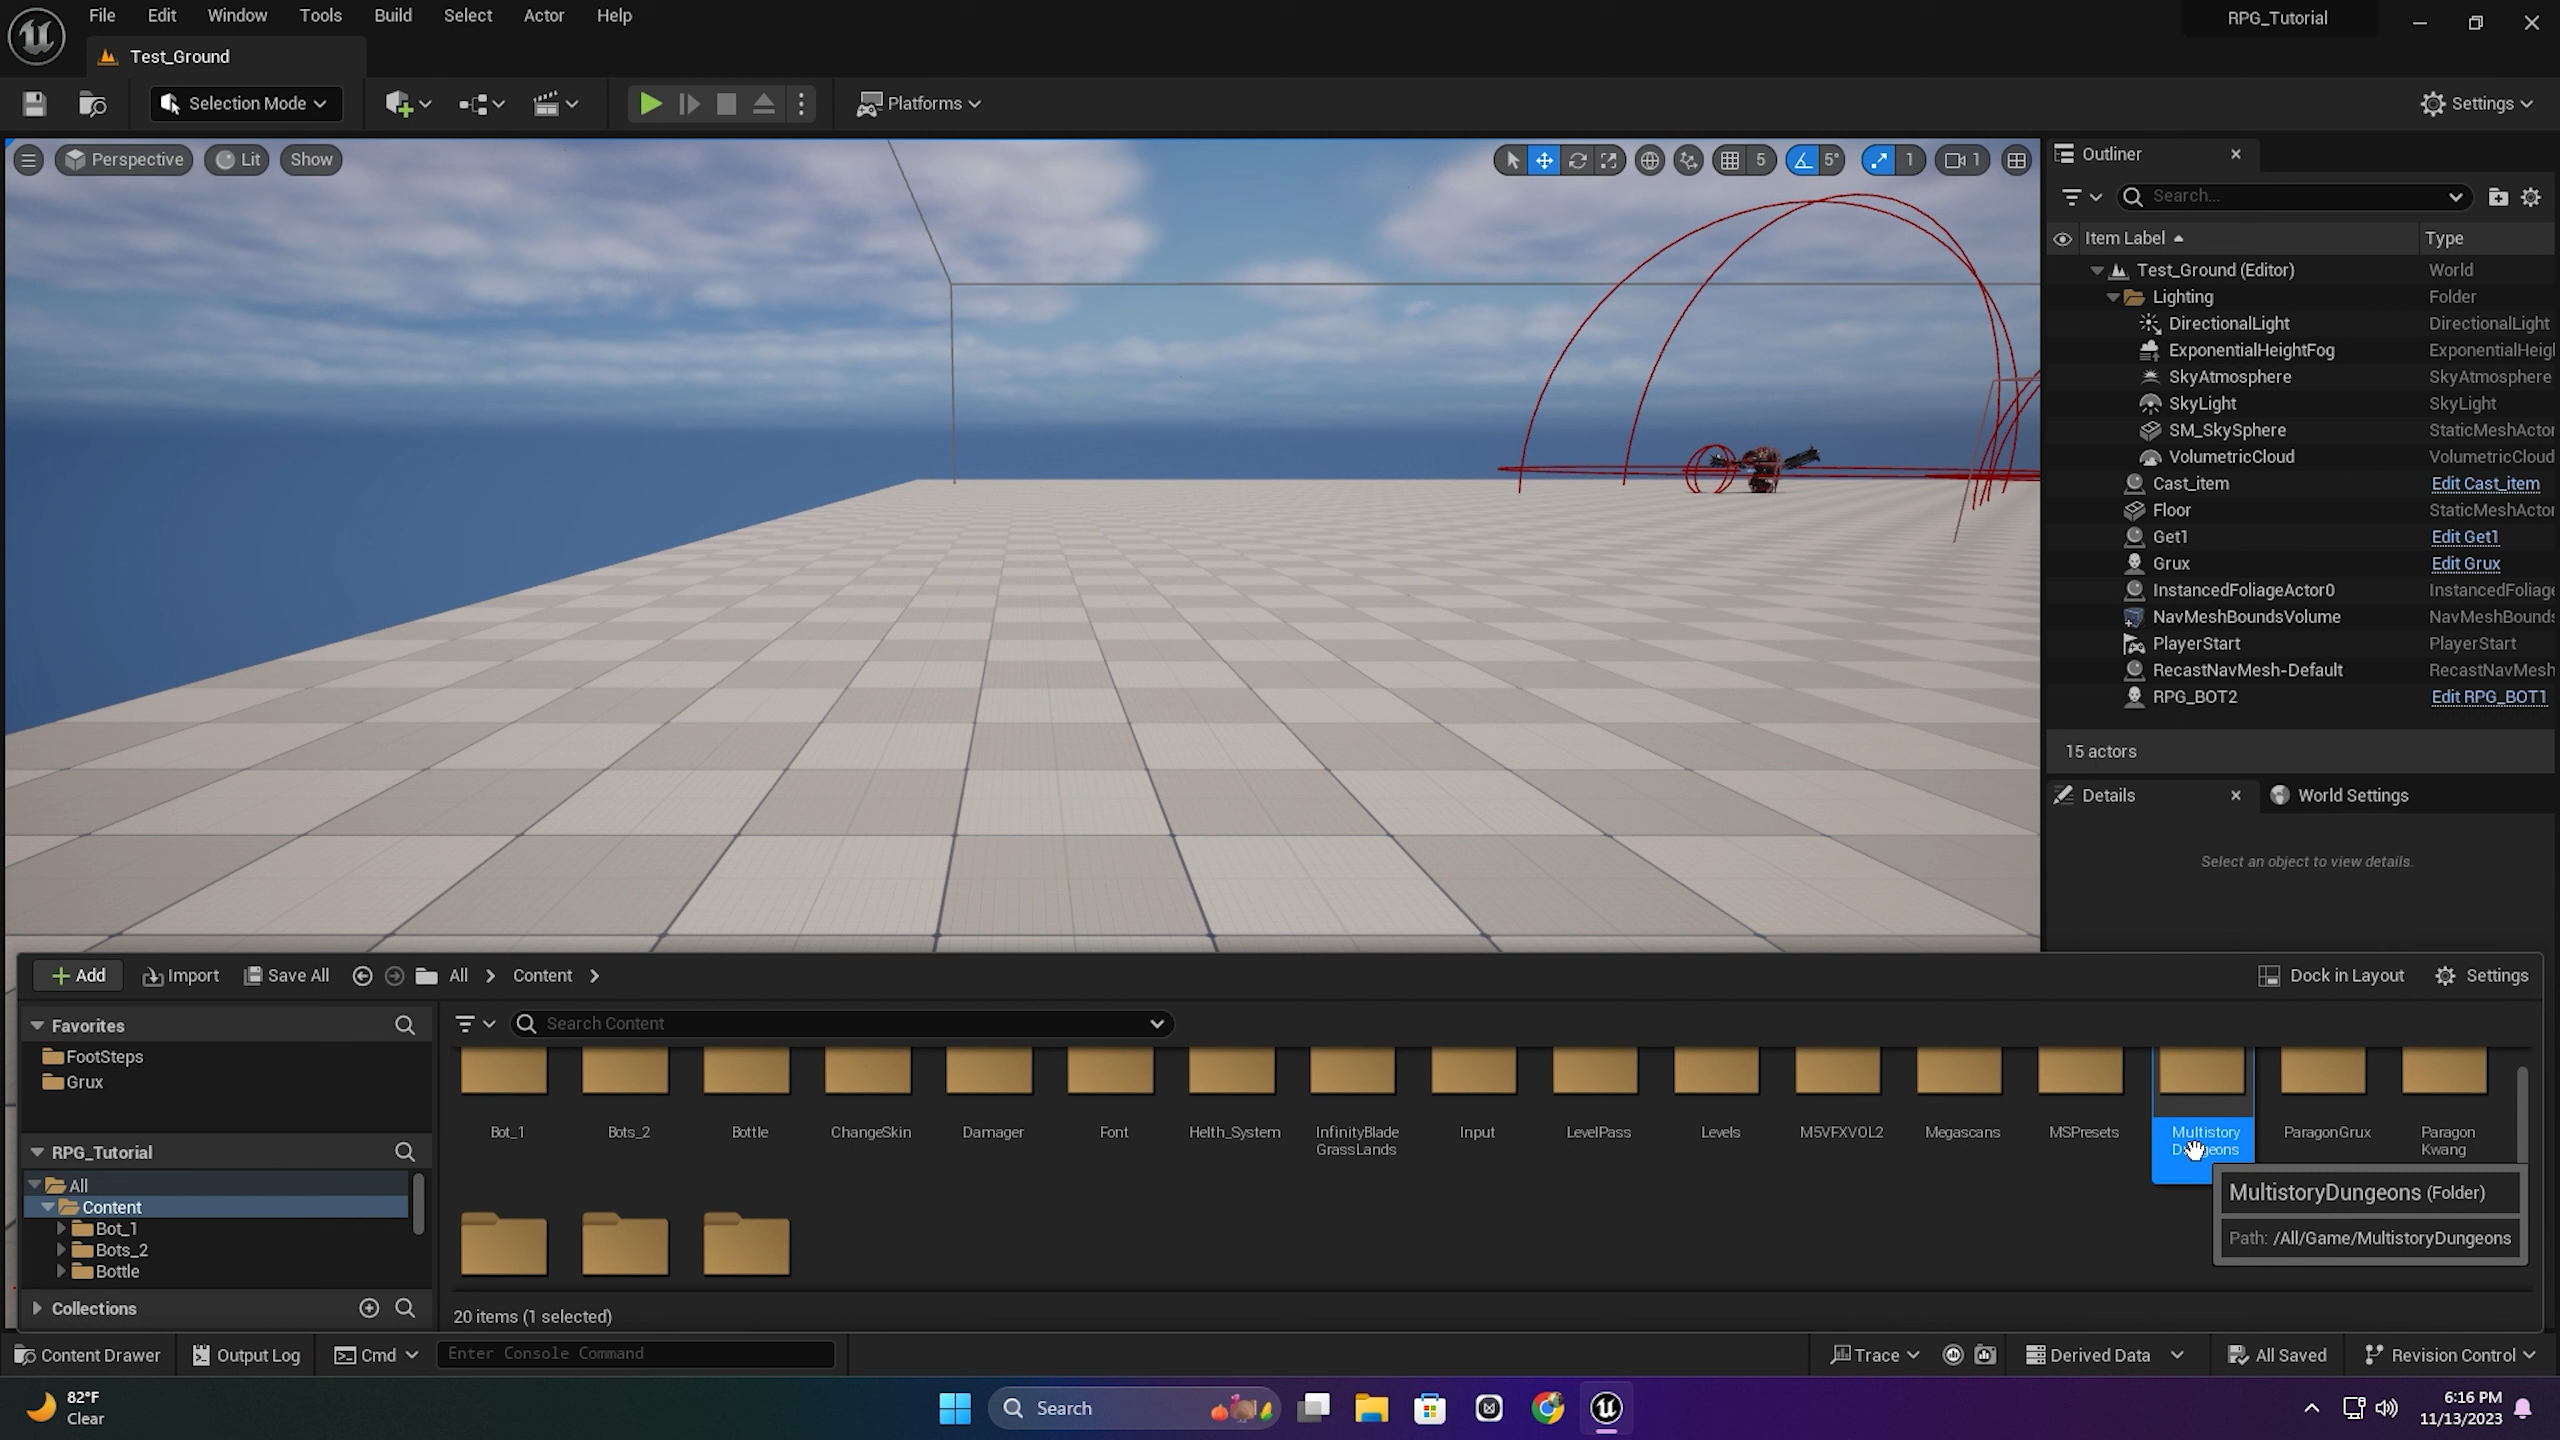 File Edit Window Tools Build Select Actor Help
RPG_Tutorial
Test_Ground
Selection Mode
Platforms
Settings
Perspective Lit Show
5 5° 1 1
Outliner
Search...
Item Label Type
Test_Ground (Editor) World
Lighting Folder
DirectionalLight DirectionalLight
ExponentialHeightFog ExponentialHeigl
SkyAtmosphere SkyAtmosphere
SkyLight SkyLight
SM_SkySphere StaticMeshActor
VolumetricCloud VolumetricCloud
Cast_item Edit Cast_item
Floor StaticMeshActor
Get1 Edit Get1
Grux Edit Grux
InstancedFoliageActor0 InstancedFoliage
NavMeshBoundsVolume NavMeshBounds
PlayerStart PlayerStart
RecastNavMesh-Default RecastNavMesh
RPG_BOT2 Edit RPG_BOT1
15 actors
Details World Settings
Select an object to view details.
Add Import Save All All Content
Dock in Layout Settings
Favorites
FootSteps
Grux
RPG_Tutorial
All
Content
Bot_1
Bots_2
Bottle
Collections
Search Content
Bot_1
Bots_2
Bottle
ChangeSkin
Damager
Font
Helth_System
InfinityBlade
GrassLands
Input
LevelPass
Levels
M5VFXVOL2
Megascans
MSPresets
Multistory
Dungeons
ParagonGrux
Paragon
Kwang
MultistoryDungeons (Folder)
Path: /All/Game/MultistoryDungeons
20 items (1 selected)
Content Drawer Output Log Cmd Enter Console Command
Trace Derived Data All Saved Revision Control
82°F
Clear
Search
6:16 PM
11/13/2023